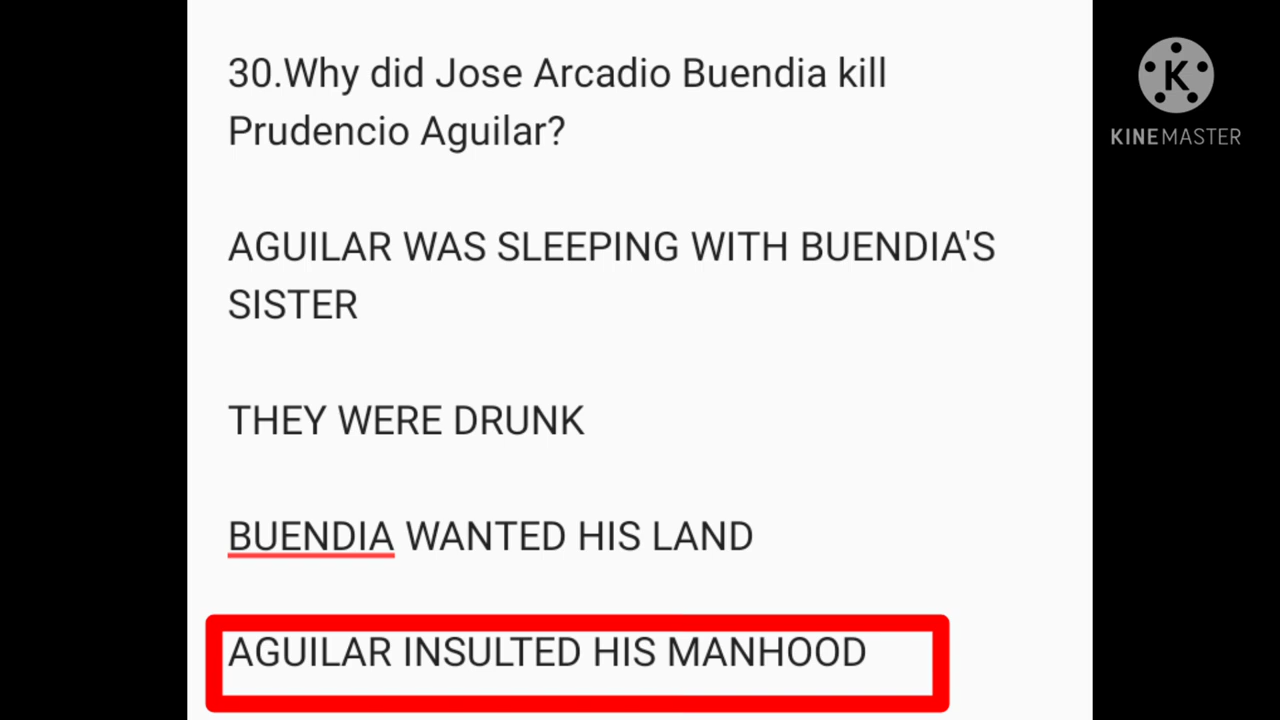 30.Why did Jose Arcadio Buendia kill
Prudencio Aguilar?
AGUILAR WAS SLEEPING WITH BUENDIA'S
SISTER
THEY WERE DRUNK
BUENDIA WANTED HIS LAND
AGUILAR INSULTED HIS MANHOOD
K
KINEMASTER